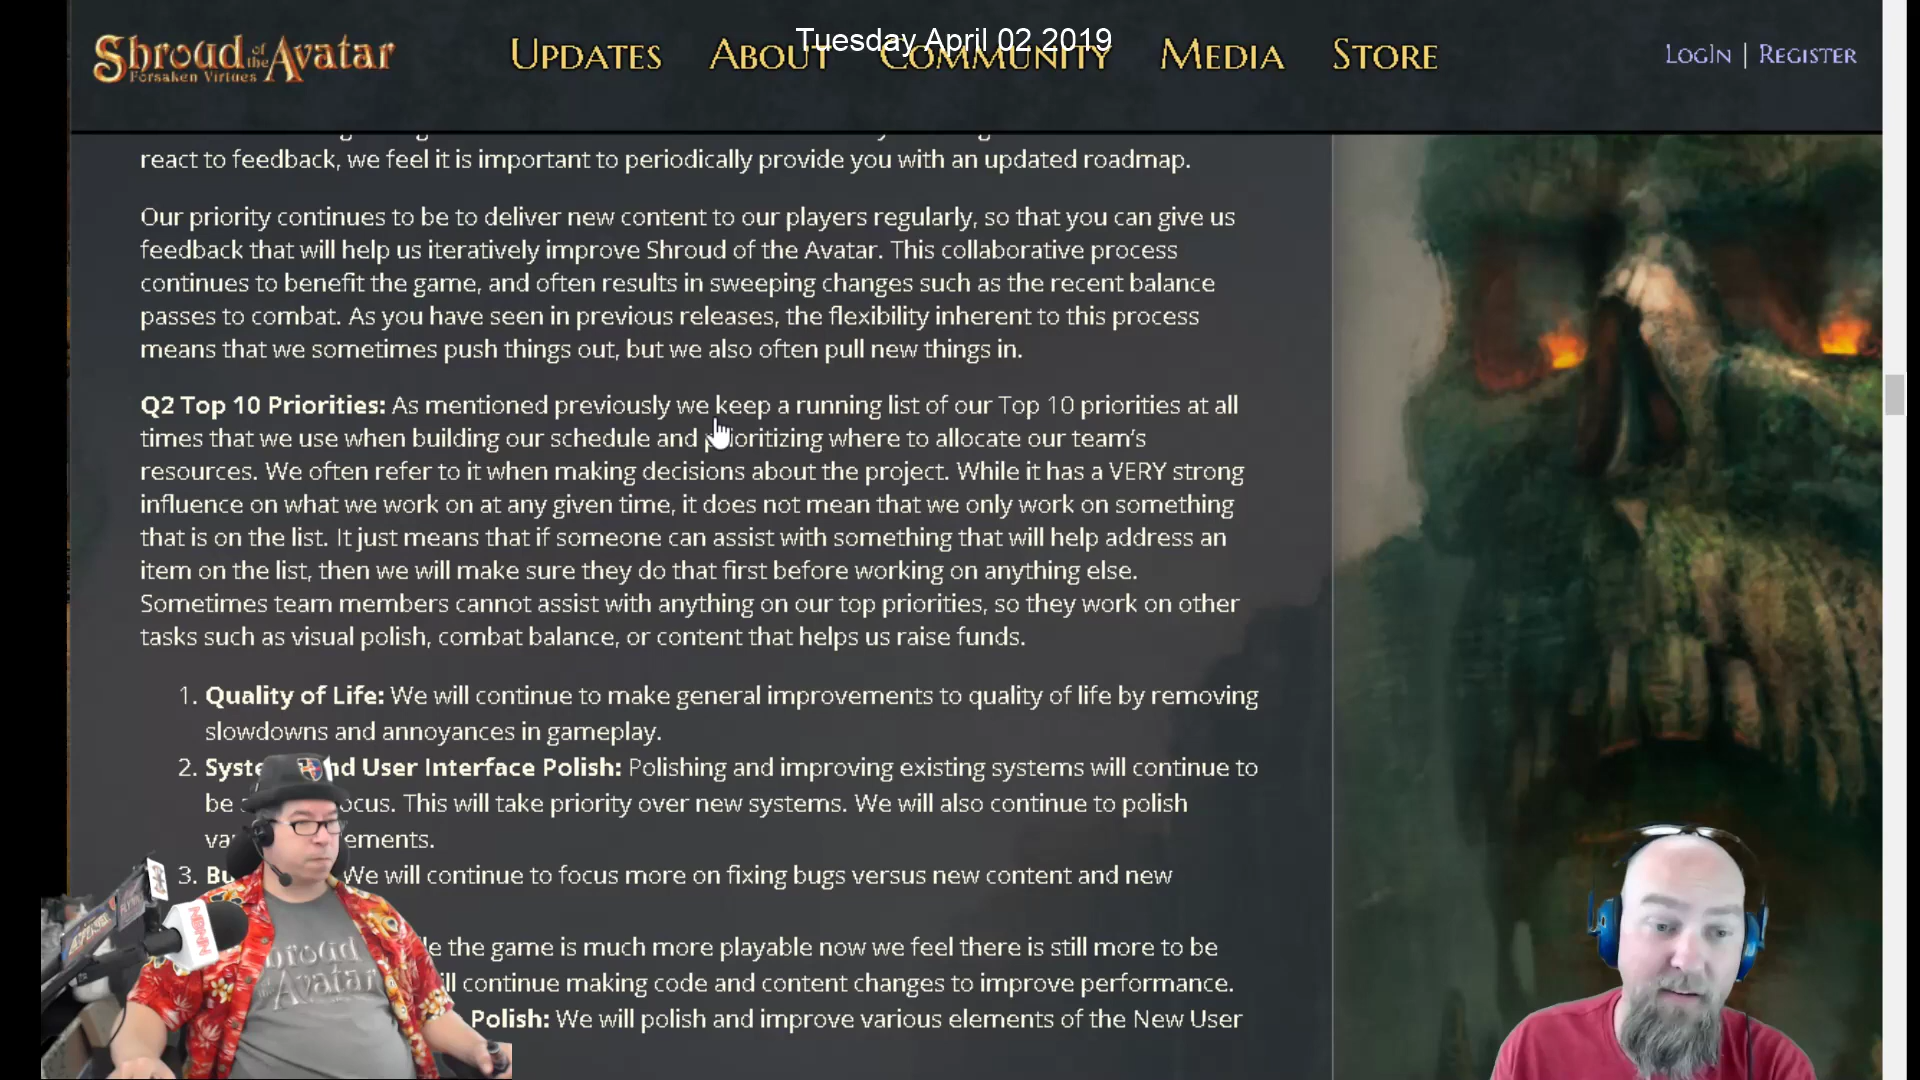 Shroud of the Avatar
Forsaken Virtues
Updates About Community Media Store
LogIn | Register
Tuesday April 02 2019
react to feedback, we feel it is important to periodically provide you with an updated roadmap.
Our priority continues to be to deliver new content to our players regularly, so that you can give us
feedback that will help us iteratively improve Shroud of the Avatar. This collaborative process
continues to benefit the game, and often results in sweeping changes such as the recent balance
passes to combat. As you have seen in previous releases, the flexibility inherent to this process
means that we sometimes push things out, but we also often pull new things in.
Q2 Top 10 Priorities: As mentioned previously we keep a running list of our Top 10 priorities at all
times that we use when building our schedule and prioritizing where to allocate our team's
resources. We often refer to it when making decisions about the project. While it has a VERY strong
influence on what we work on at any given time, it does not mean that we only work on something
that is on the list. It just means that if someone can assist with something that will help address an
item on the list, then we will make sure they do that first before working on anything else.
Sometimes team members cannot assist with anything on our top priorities, so they work on other
tasks such as visual polish, combat balance, or content that helps us raise funds.
1. Quality of Life: We will continue to make general improvements to quality of life by removing
slowdowns and annoyances in gameplay.
2. Syste nd User Interface Polish: Polishing and improving existing systems will continue to
be ocus. This will take priority over new systems. We will also continue to polish
va ements.
3. Bu We will continue to focus more on fixing bugs versus new content and new
le the game is much more playable now we feel there is still more to be
ll continue making code and content changes to improve performance.
Polish: We will polish and improve various elements of the New User
NBNN
Shroud
of the Avatar